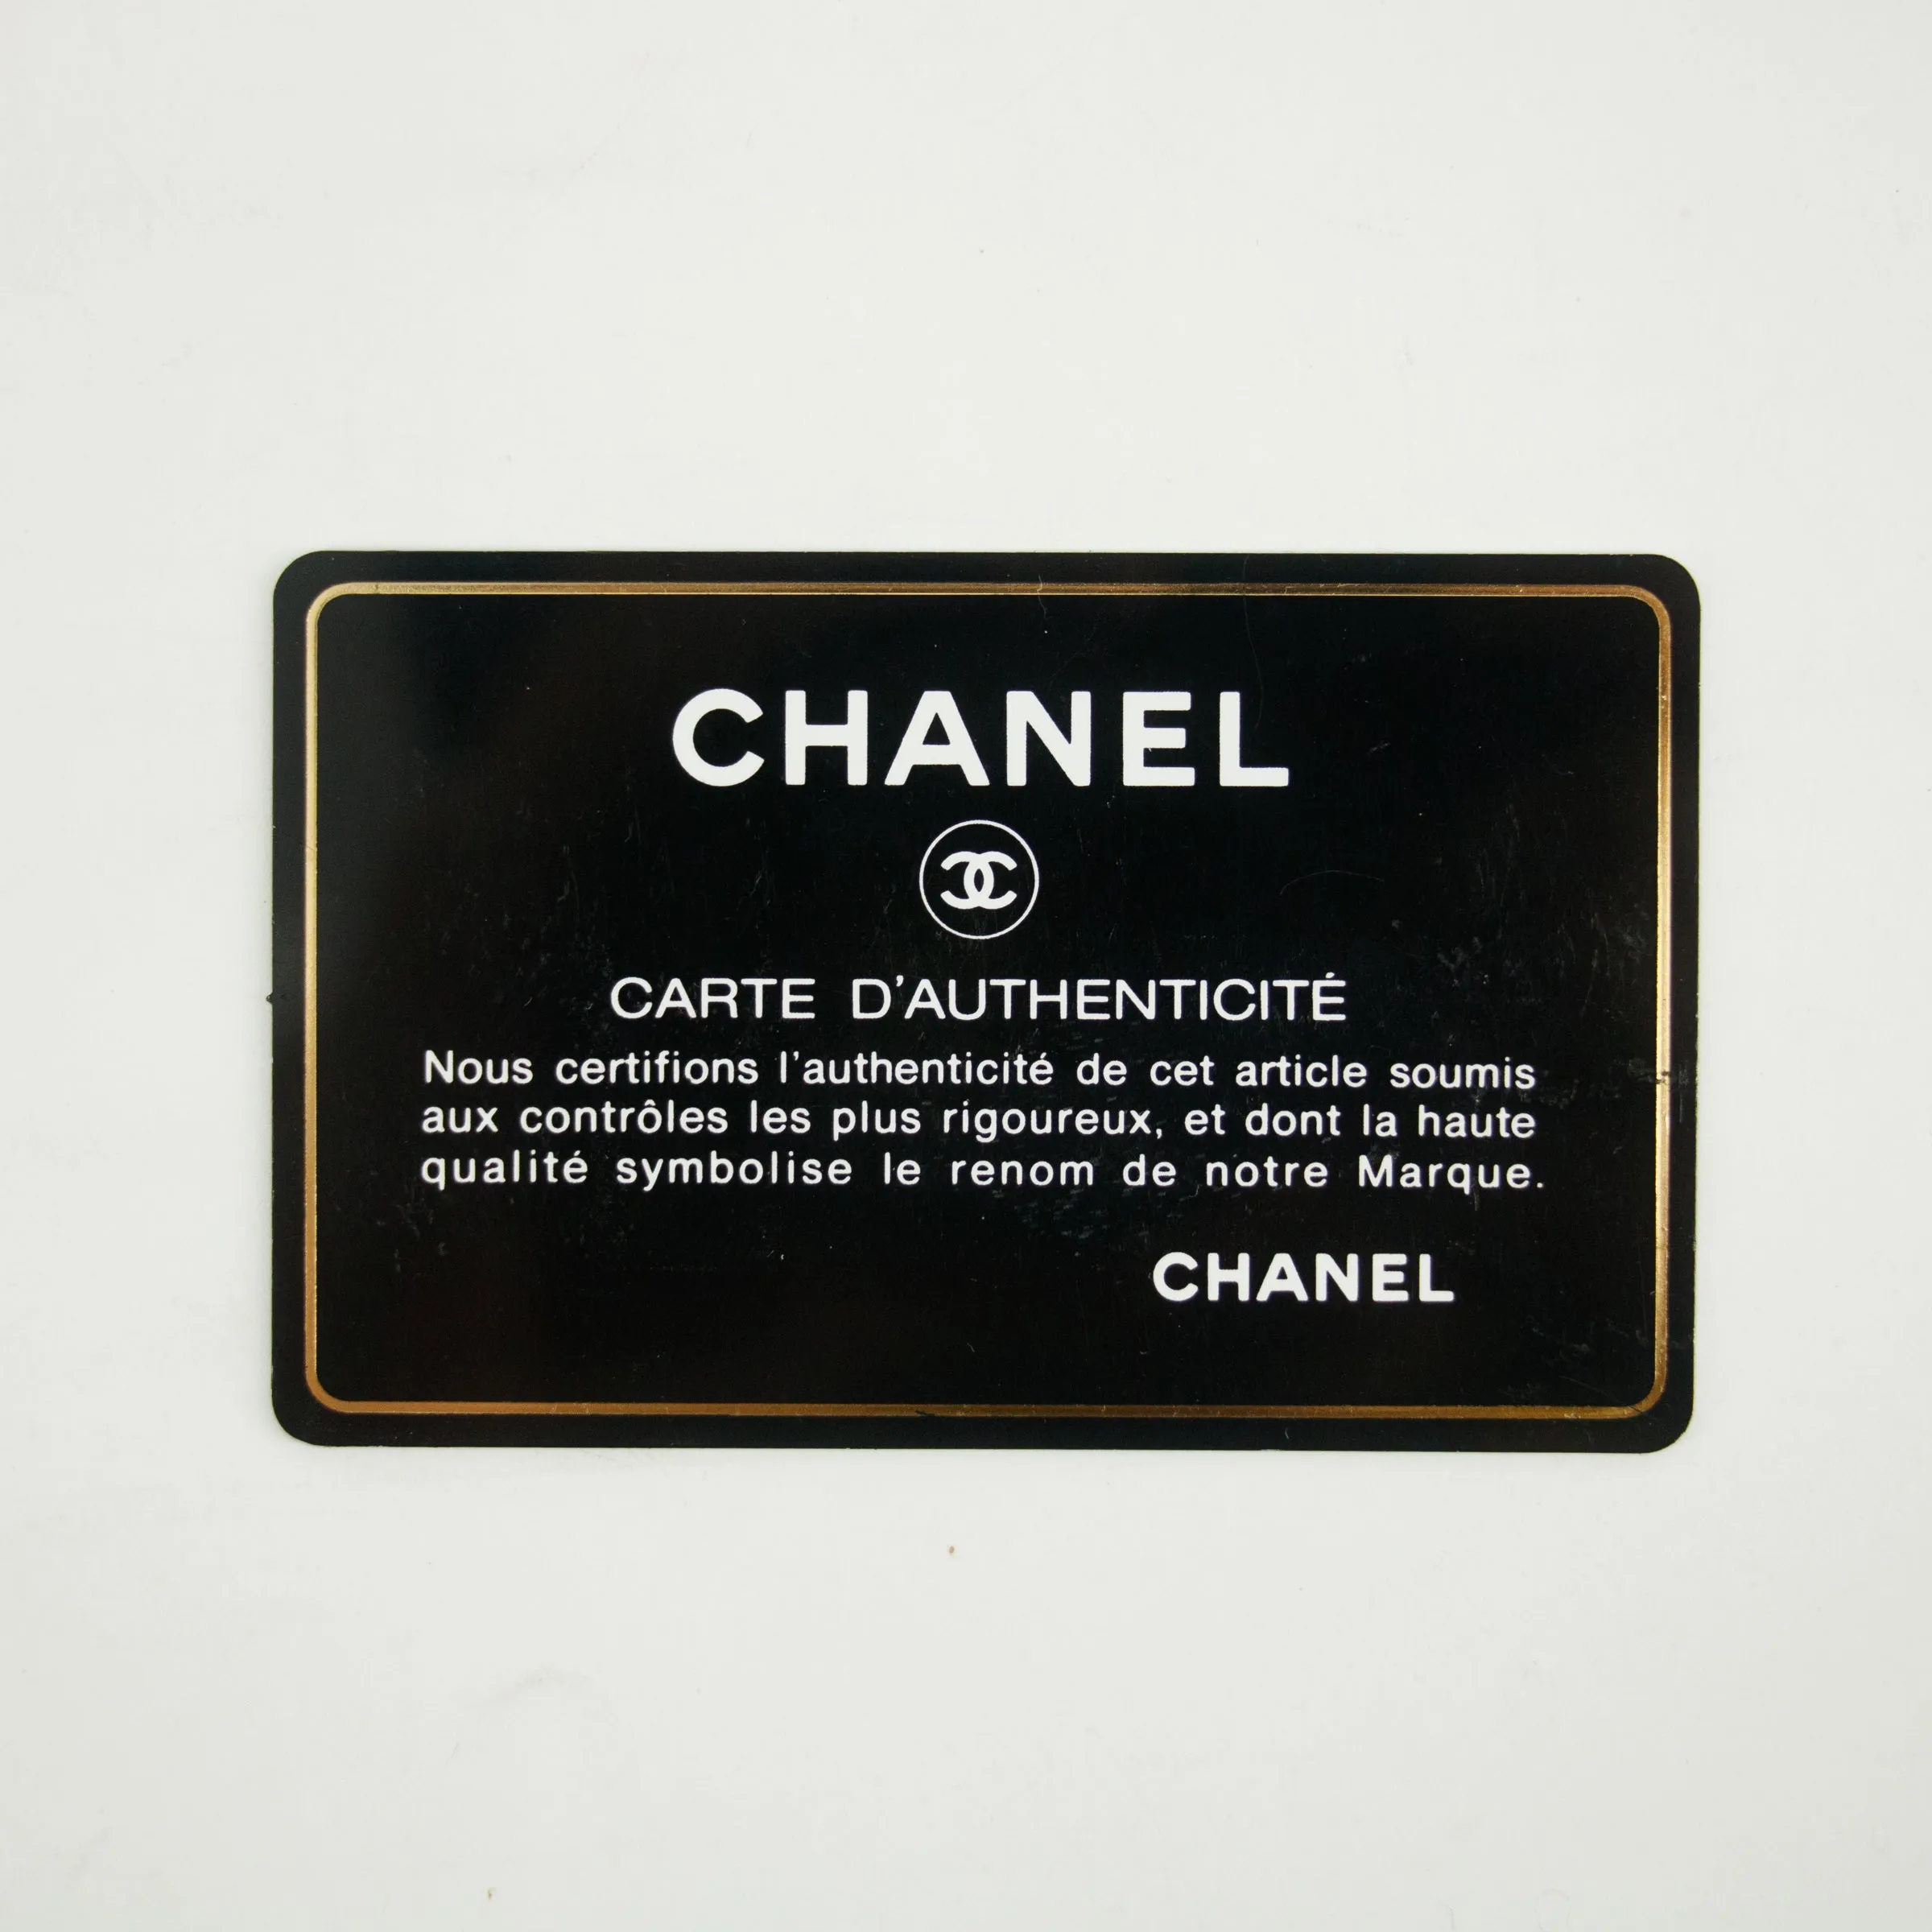 CHANEL
CARTE D'AUTHENTICITÉ
Nous certifions l'authenticité de cet article soumis
aux contrôles les plus rigoureux, et dont la haute
qualité symbolise le renom de notre Marque.
CHANEL